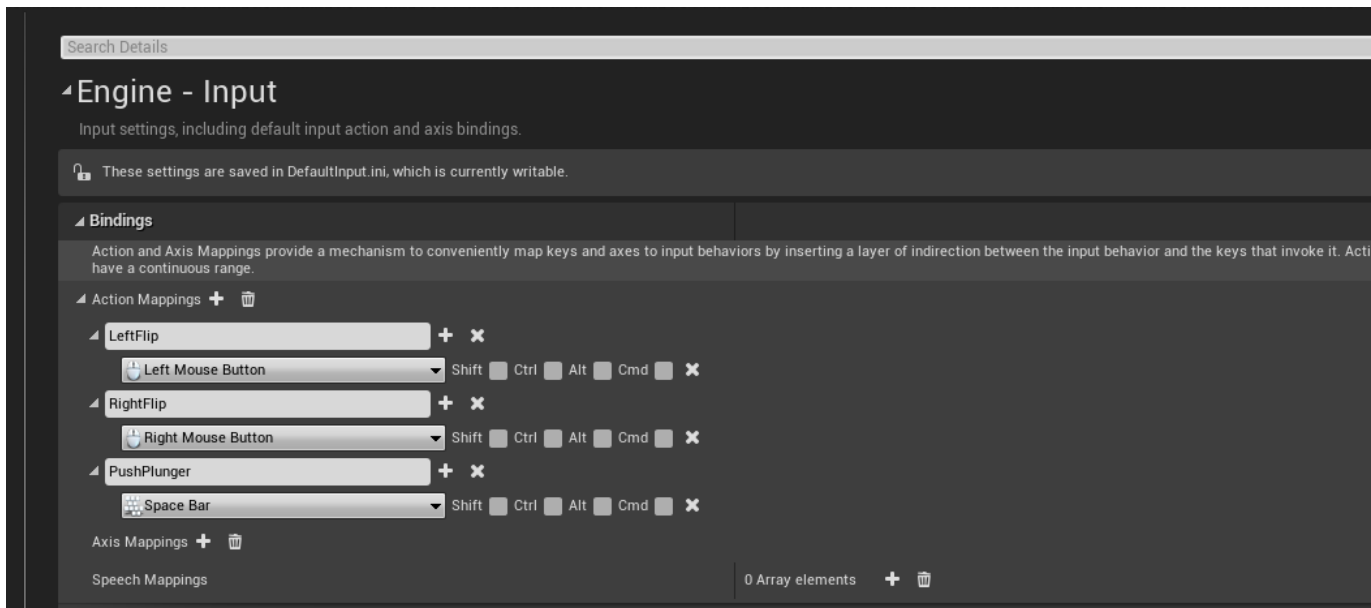 Search Details
Engine - Input
Input settings, including default input action and axis bindings.
These settings are saved in DefaultInput.ini, which is currently writable.
Bindings
Action and Axis Mappings provide a mechanism to conveniently map keys and axes to input behaviors by inserting a layer of indirection between the input behavior and the keys that invoke it. Acti
have a continuous range.
Action Mappings
LeftFlip
Left Mouse Button Shift Ctrl Alt Cmd
RightFlip
Right Mouse Button Shift Ctrl Alt Cmd
PushPlunger
Space Bar Shift Ctrl Alt Cmd
Axis Mappings
Speech Mappings 0 Array elements